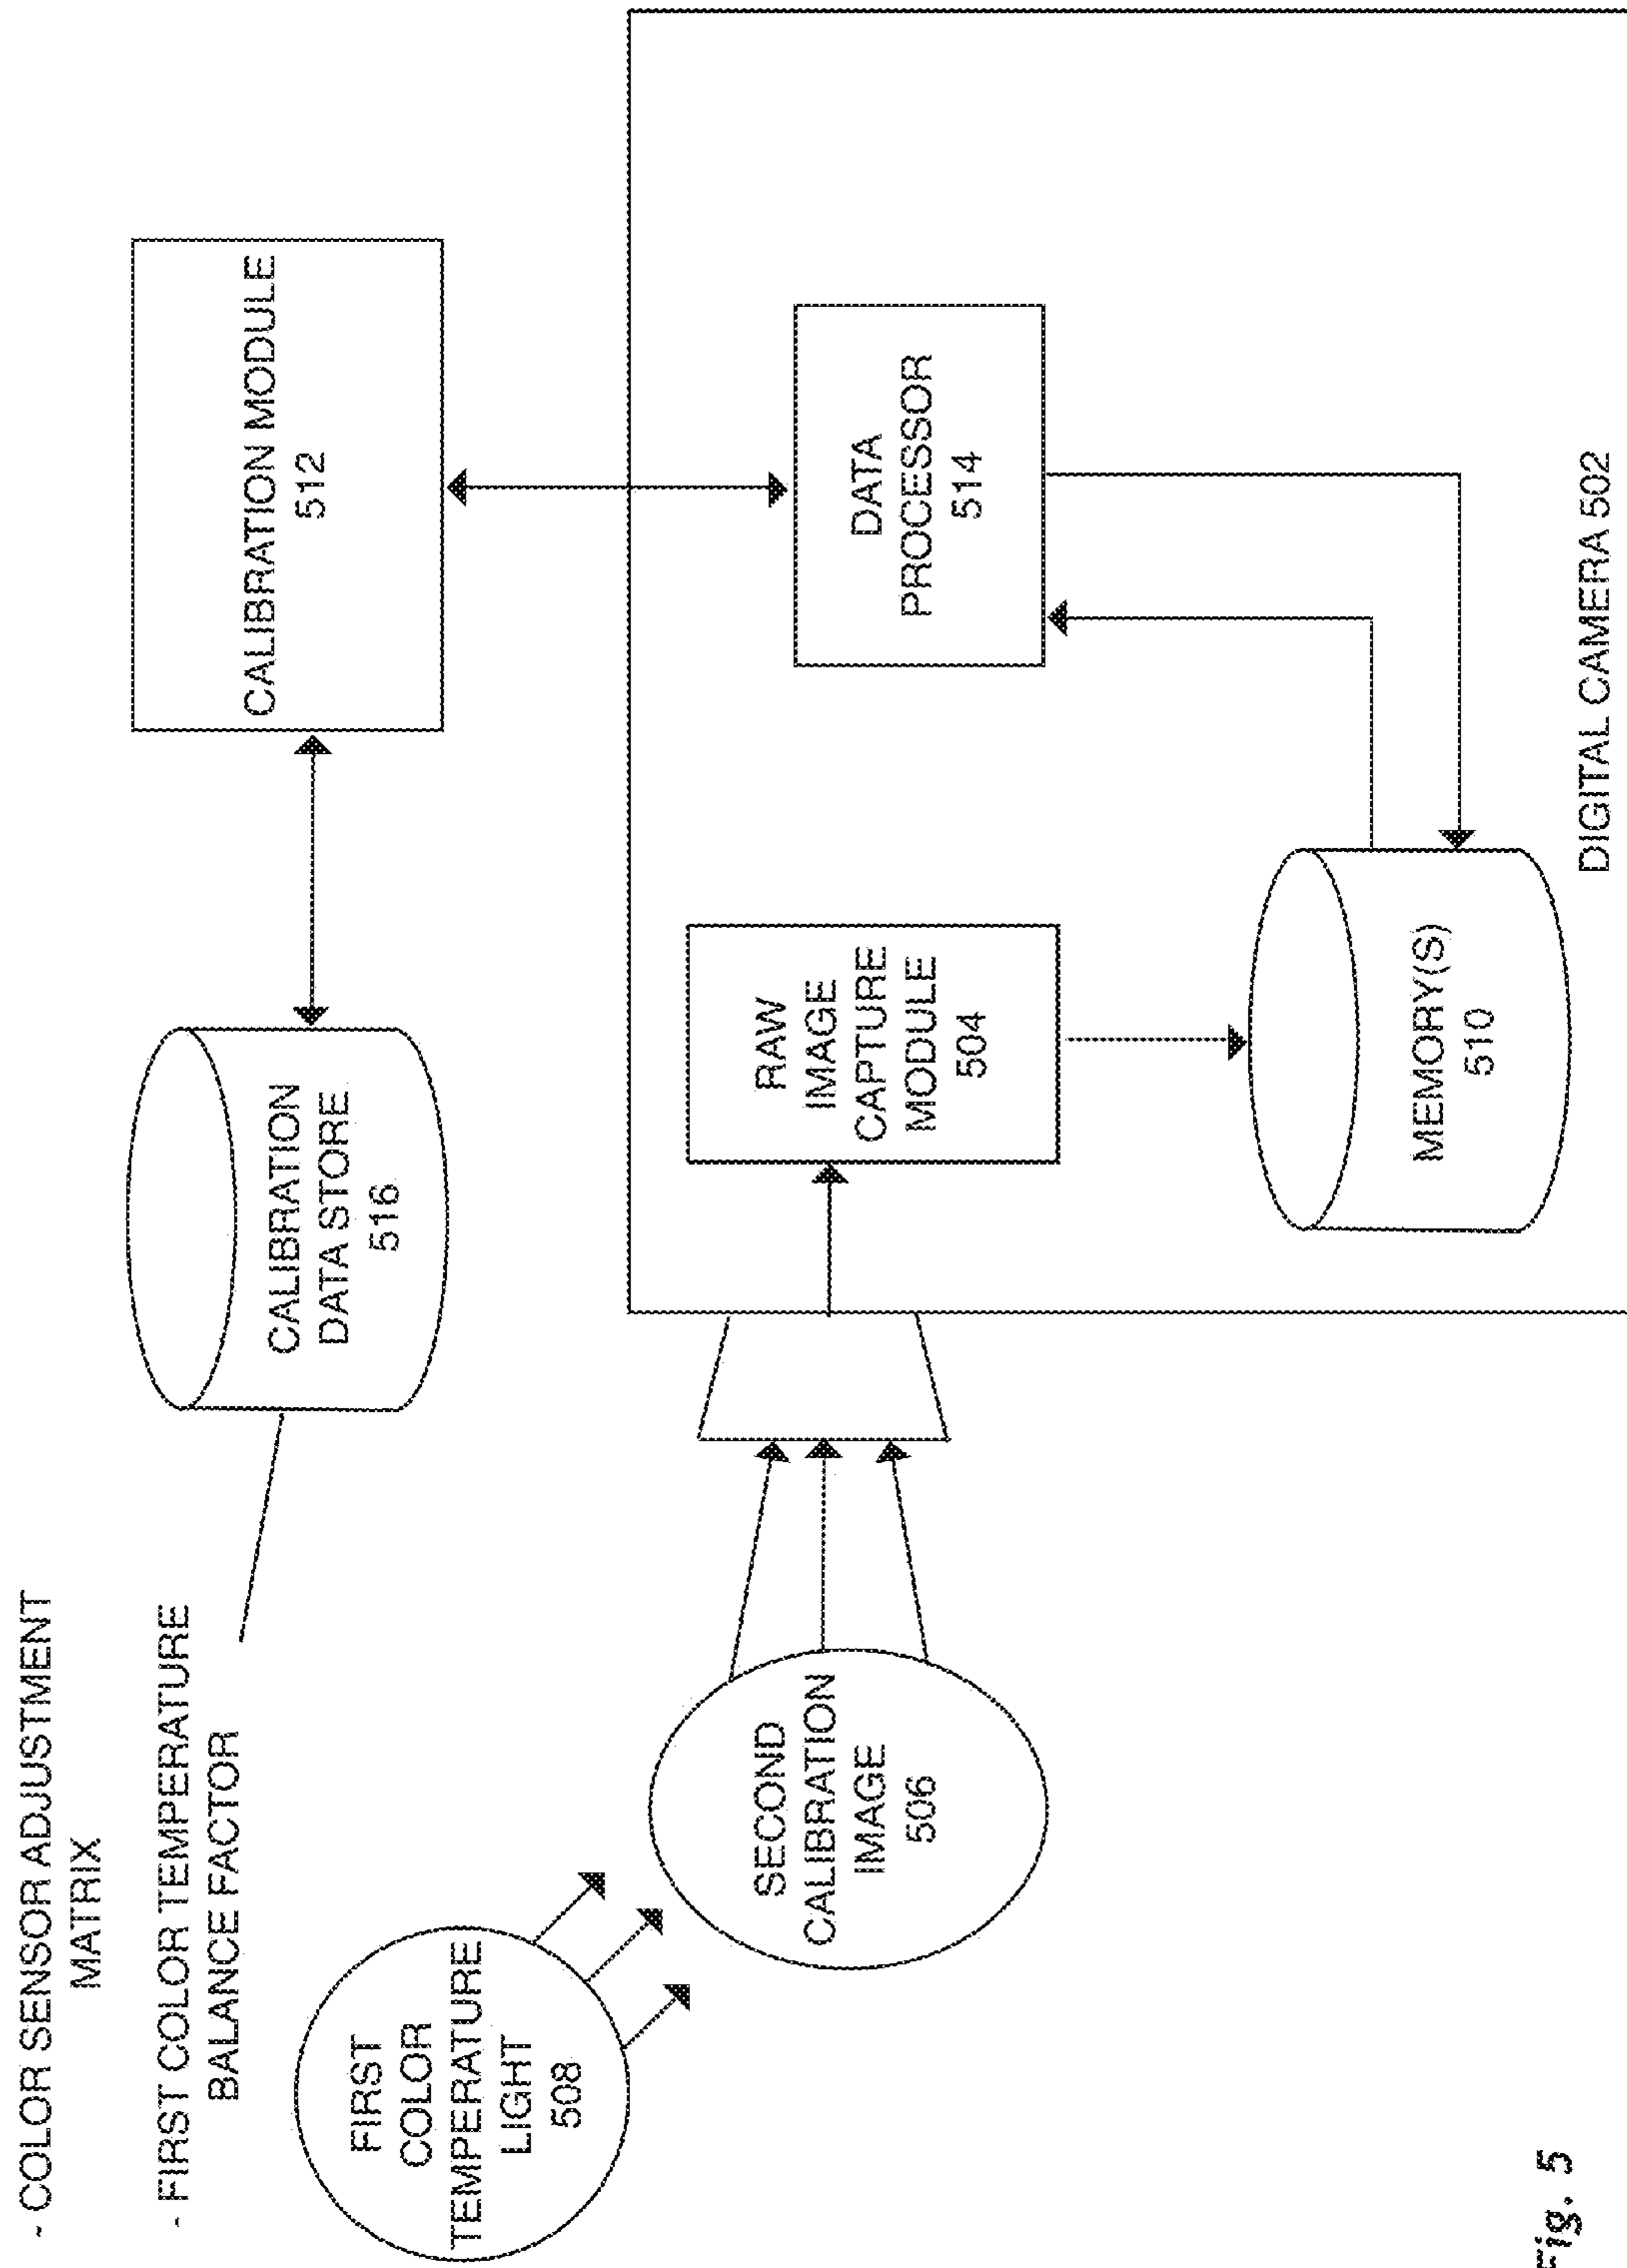 - COLOR SENSOR ADJUSTMENT
MATRIX
- FIRST COLOR TEMPERATURE
BALANCE FACTOR
CALIBRATION
DATA STORE
516
CALIBRATION MODULE
512
FIRST
COLOR
TEMPERATURE
LIGHT
508
SECOND
CALIBRATION
IMAGE
506
RAW
IMAGE
CAPTURE
MODULE
504
DATA
PROCESSOR
514
MEMORY(S)
510
DIGITAL CAMERA 502
Fig. 5